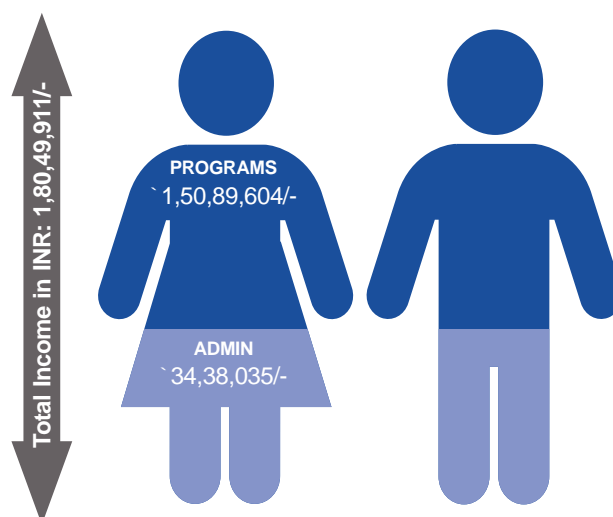 Total Income in INR: 1,80,49,911/-
PROGRAMS
` 1,50,89,604/-
ADMIN
` 34,38,035/-